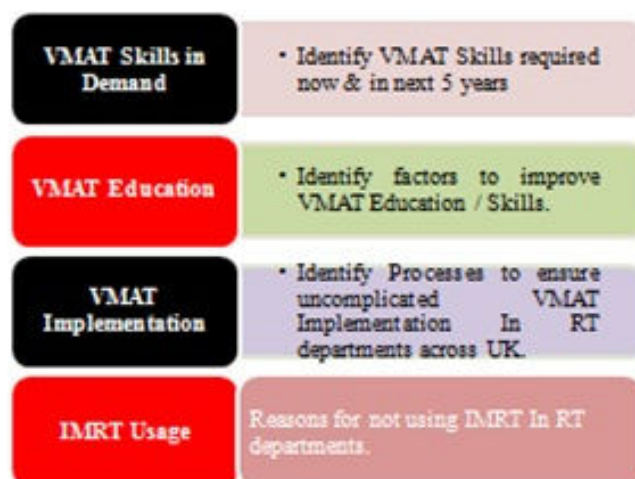 VMAT Skills in
Demand
• Identify VMAT Skills required
now & in next 5 years
VMAT Education
• Identify factors to improve
VMAT Education / Skills.
VMAT
Implementation
• Identify Processes to ensure
uncomplicated VMAT
Implementation In RT
departments across UK.
IMRT Usage
Reasons for not using IMRT In RT
departments.